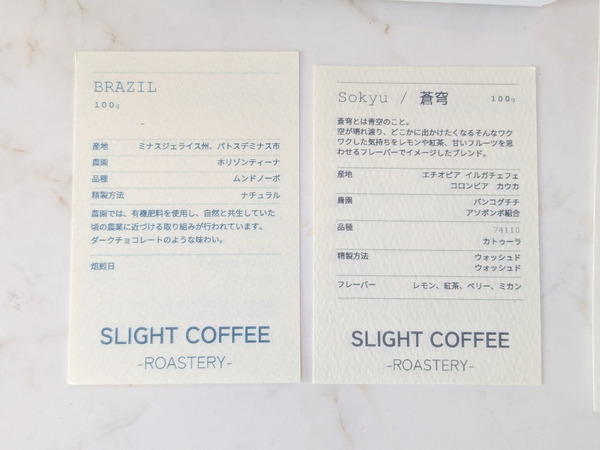 BRAZIL
100g
産地 ミナスジェライス州、パトスデミナス市
農園 ホリゾンティーナ
品種 ムンドノーボ
精製方法 ナチュラル
農園では、有機肥料を使用し、自然と共生していた
頃の農業に近づける取り組みが行われています。
ダークチョコレートのような味わい。
焙煎日
SLIGHT COFFEE
-ROASTERY-
Sokyu / 蒼穹 100g
蒼穹とは青空のこと。
空が晴れ渡り、どこかに出かけたくなるそんなワク
ワクした気持ちをレモンや紅茶、甘いフルーツを思
わせるフレーバーでイメージしたブレンド。
産地 エチオピア イルガチェフェ
コロンビア カウカ
農園 バンコグチチ
アソボンボ組合
品種 74110
カトゥーラ
精製方法 ウォッシュド
ウォッシュド
フレーバー レモン、紅茶、ベリー、ミカン
SLIGHT COFFEE
-ROASTERY-